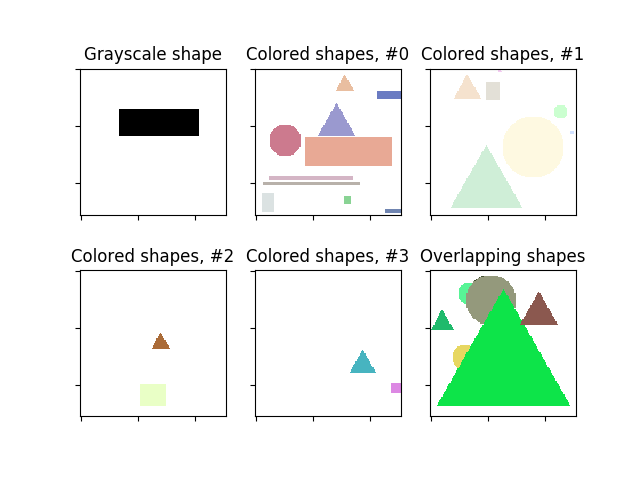 Grayscale shape
Colored shapes, #0
Colored shapes, #1
Colored shapes, #2
Colored shapes, #3
Overlapping shapes